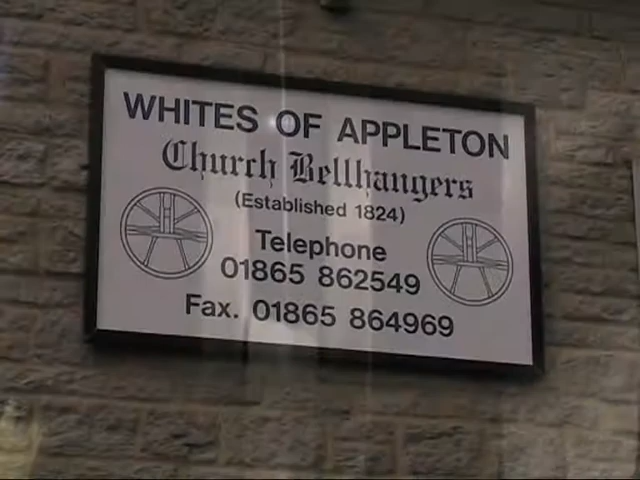 WHITES OF APPLETON
Church Bellhangers
(Established 1824)
Telephone
01865 862549
Fax. 01865 864969